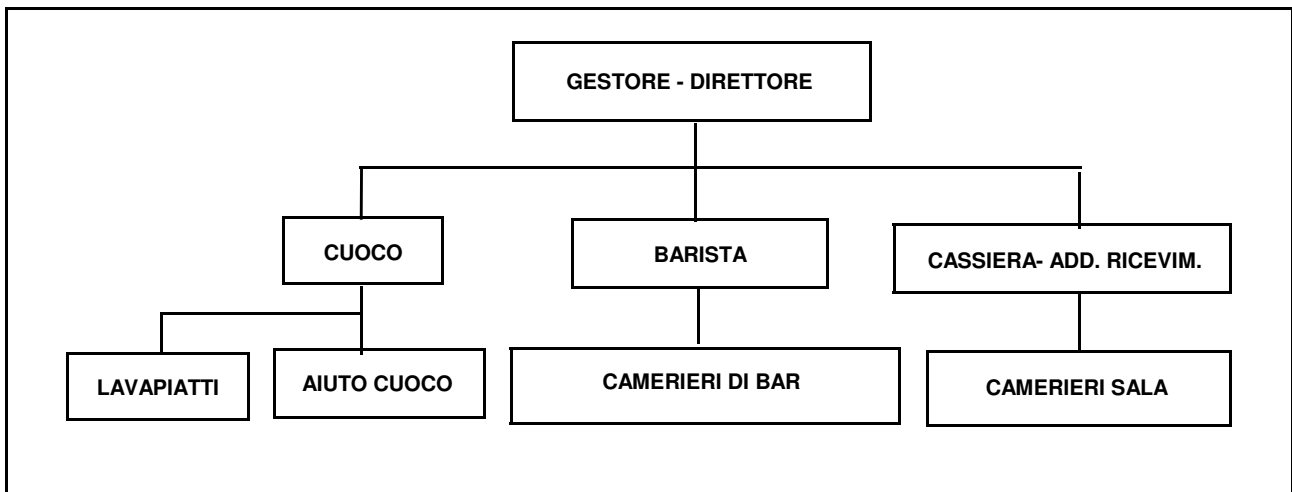 GESTORE - DIRETTORE
CUOCO
BARISTA
CASSIERA- ADD. RICEVIM.
LAVAPIATTI
AIUTO CUOCO
CAMERIERI DI BAR
CAMERIERI SALA